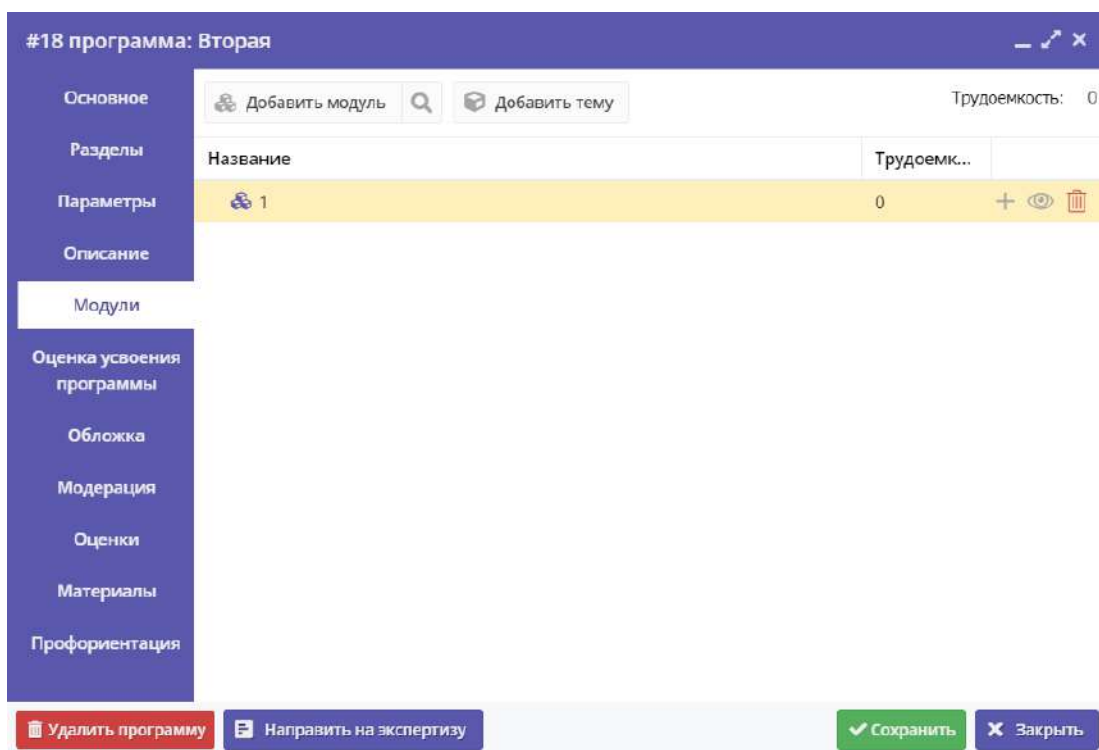 #18 программа: Вторая
Основное
Добавить модуль
Добавить тему
Трудоемкость: 0
Разделы
Название
Трудоемк...
Параметры
1
0
Описание
Модули
Оценка усвоения
программы
Обложка
Модерация
Оценки
Материалы
Профориентация
Удалить программу
Направить на экспертизу
Сохранить
Закрыть